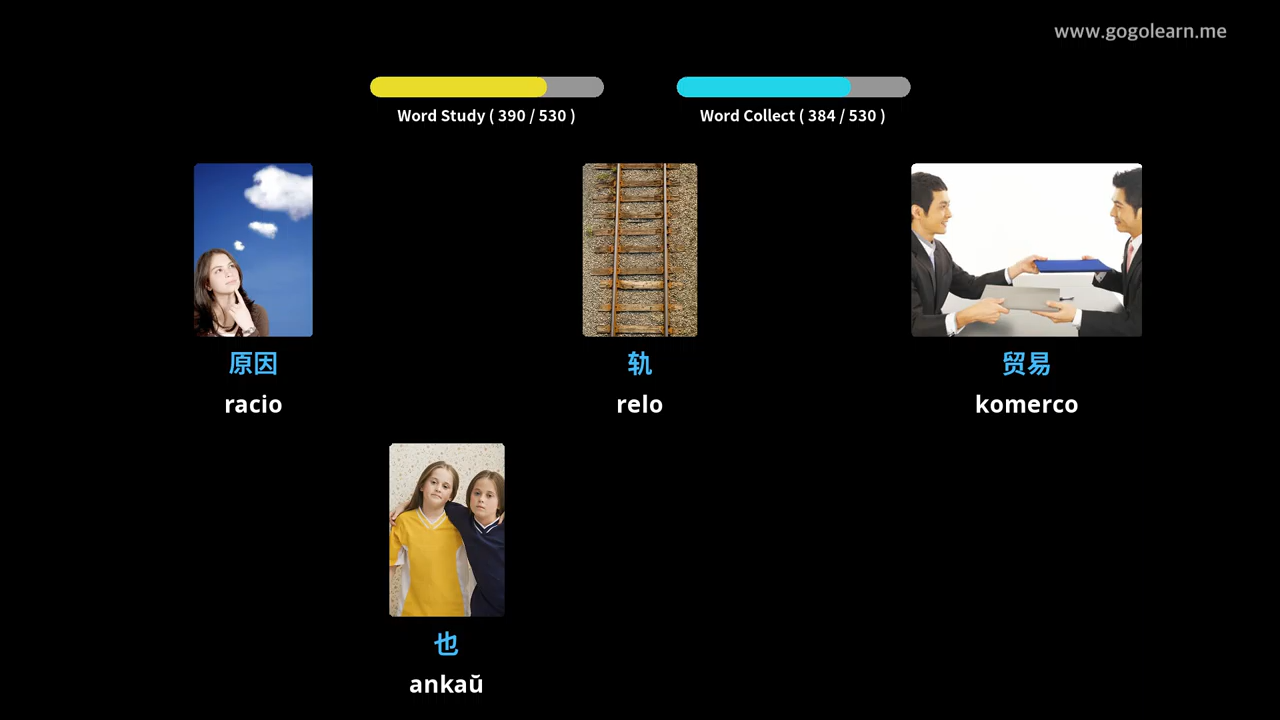 www.gogolearn.me
Word Study ( 390 / 530 )
Word Collect ( 384 / 530 )
原因
racio
轨
relo
贸易
komerco
也
ankaŭ